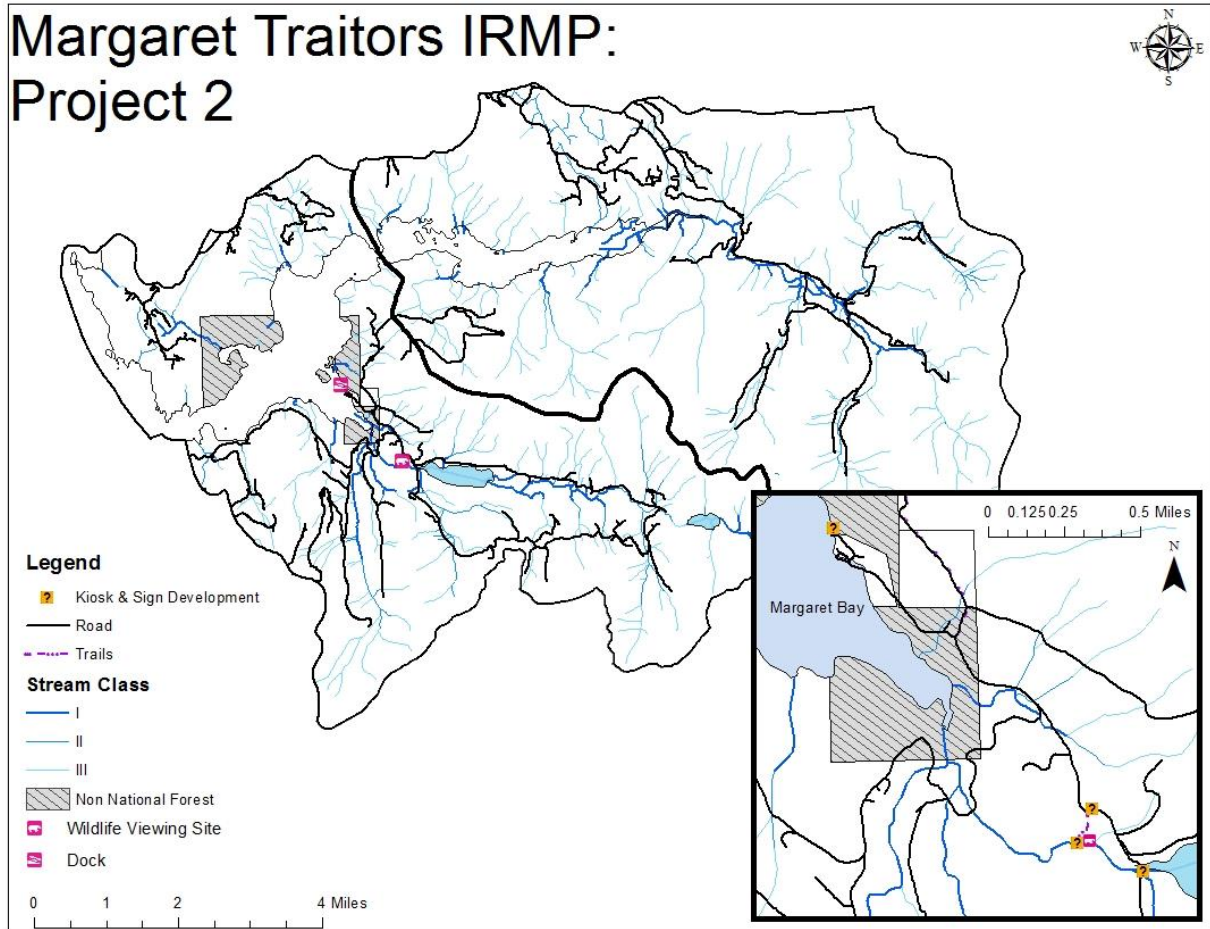 Margaret Traitors IRMP:
Project 2
N
W E
S
Legend
? Kiosk & Sign Development
Road
Trails
Stream Class
I
II
III
Non National Forest
Wildlife Viewing Site
Dock
0 1 2 4 Miles
0 0.125 0.25 0.5 Miles
N
Margaret Bay
?
?
?
?